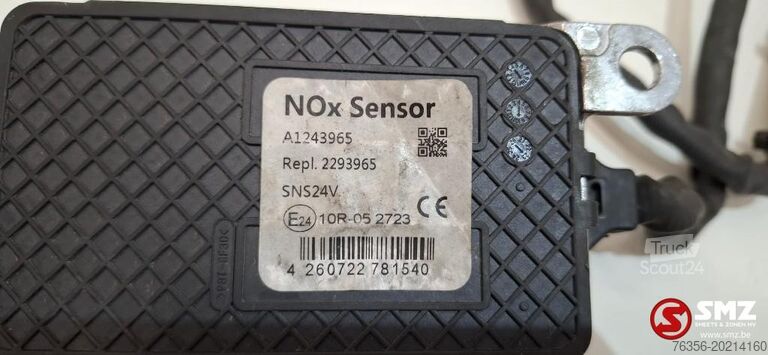 NOx Sensor
A1243965
Repl. 2293965
SNS24V
E24 10R-05 2723 CE
4 260722 781540
Truck
Scout24
SMZ
SMEETS & ZONEN NV
www.smz.be
76356-20214160